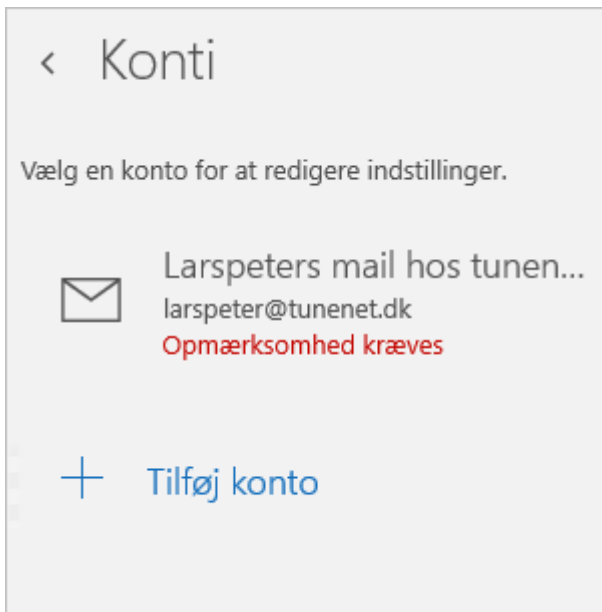 Konti
Vælg en konto for at redigere indstillinger.
Larspeters mail hos tunen...
larspeter@tunenet.dk
Opmærksomhed kræves
Tilføj konto